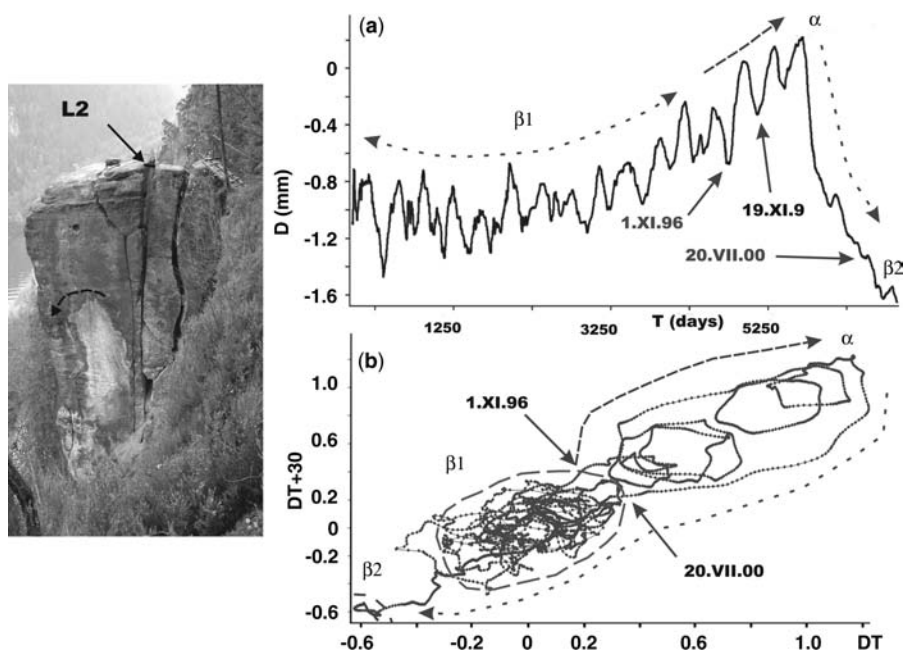 L2
(a)
α
0
-0.4
-0.8
-1.2
-1.6
D (mm)
β1
1.XI.96
19.XI.9
20.VII.00
β2
1250
3250
T (days)
5250
(b)
α
1.0
0.6
0.2
0
-0.2
-0.6
DT+30
1.XI.96
β1
β2
20.VII.00
-0.6
-0.2
0
0.2
0.6
1.0
DT